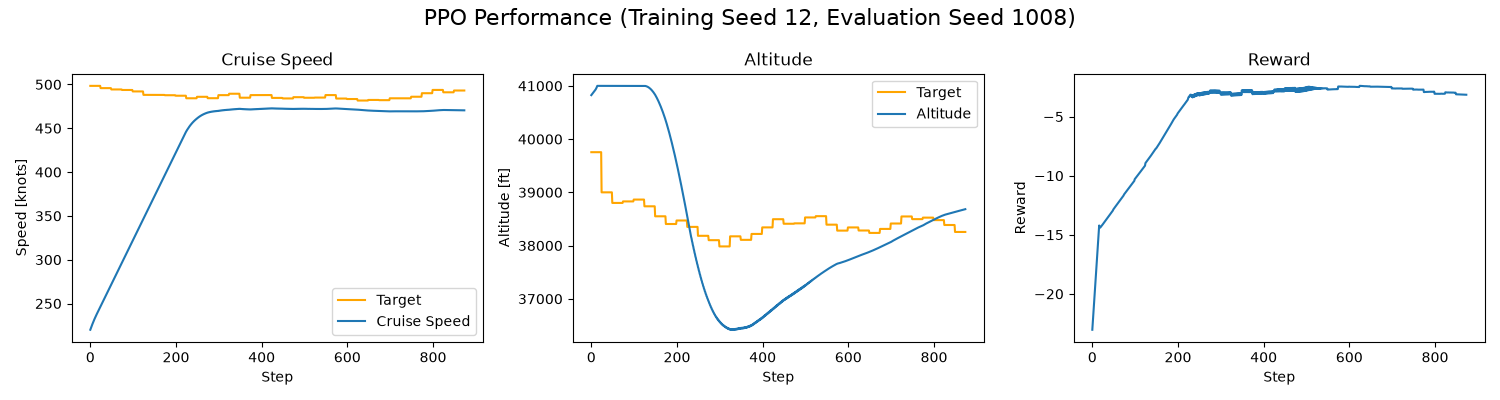 PPO Performance (Training Seed 12, Evaluation Seed 1008)
Cruise Speed
Speed [knots]
500
450
400
350
300
250
Target
Cruise Speed
0 200 400 600 800
Step
Altitude
Altitude [ft]
41000
40000
39000
38000
37000
Target
Altitude
0 200 400 600 800
Step
Reward
Reward
−5
−10
−15
−20
0 200 400 600 800
Step